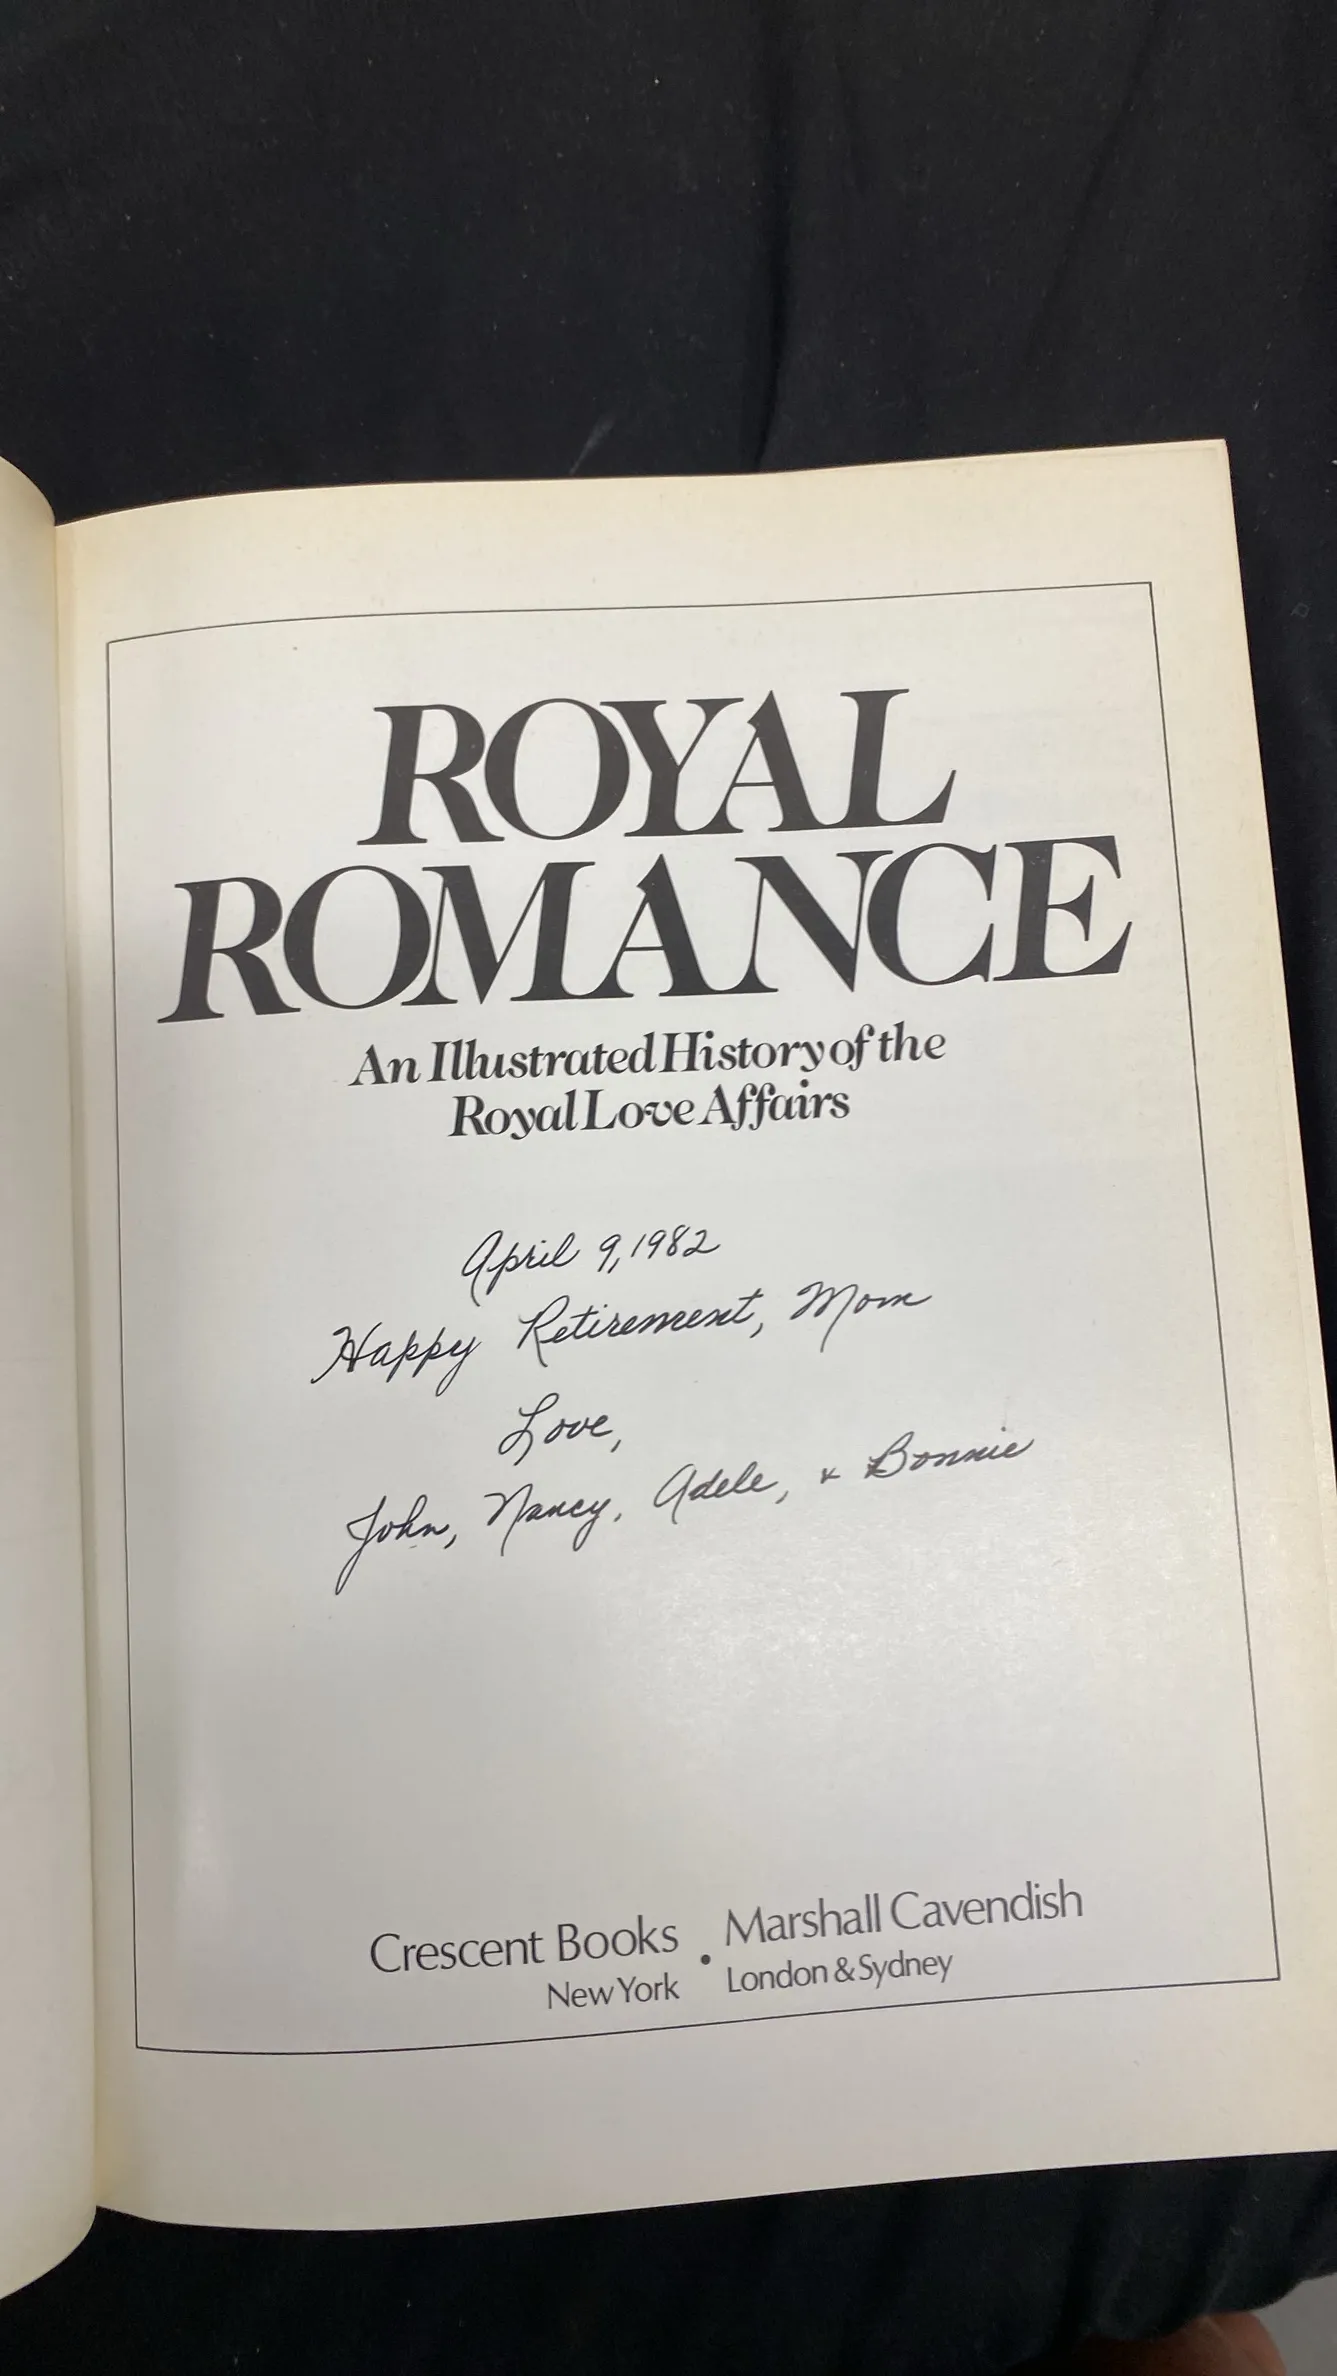 ROYAL
ROMANCE
An Illustrated History of the
Royal Love Affairs
April 9, 1982
Happy Retirement, Mom
Love,
John, Nancy, Adele, & Bonnie
Crescent Books • Marshall Cavendish
New York London & Sydney